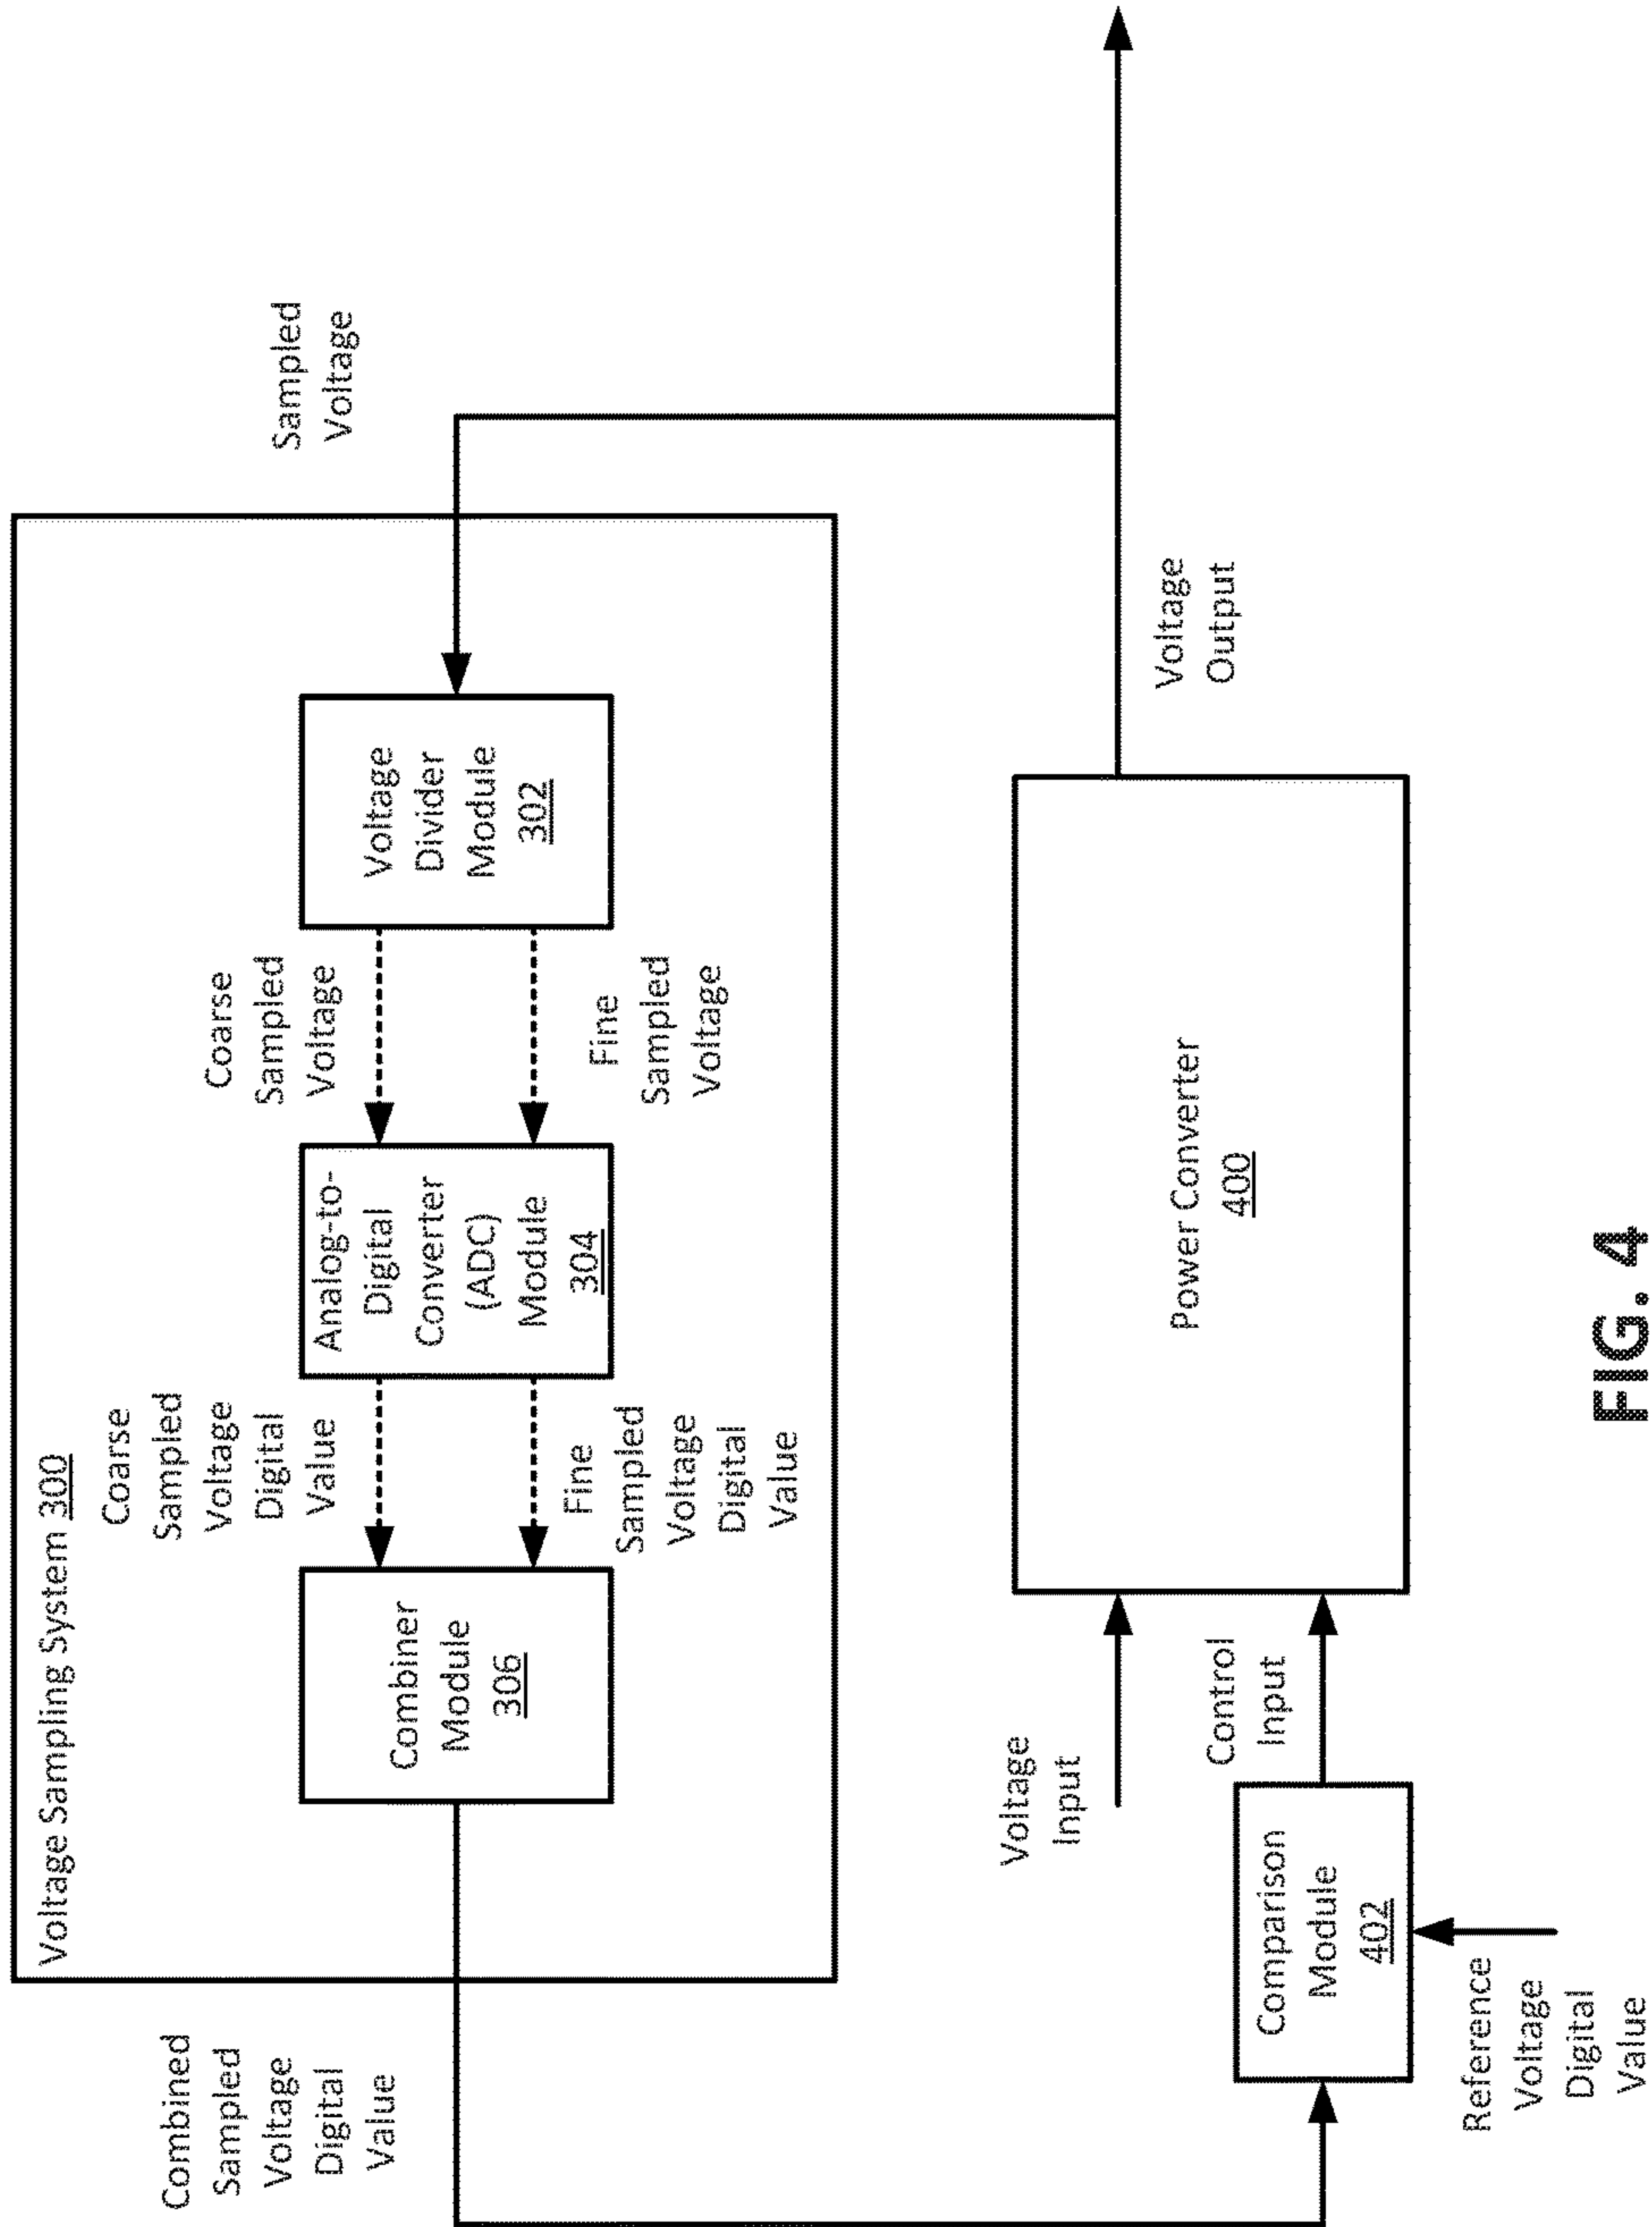 Voltage Sampling System 300
Combined
Sampled
Voltage
Digital
Value
Combiner
Module
306
Coarse
Sampled
Voltage
Digital
Value
Fine
Sampled
Voltage
Digital
Value
Analog-to-
Digital
Converter
(ADC)
Module
304
Coarse
Sampled
Voltage
Fine
Sampled
Voltage
Voltage
Divider
Module
302
Sampled
Voltage
Voltage
Input
Control
Input
Comparison
Module
402
Reference
Voltage
Digital
Value
Power Converter
400
Voltage
Output
FIG. 4